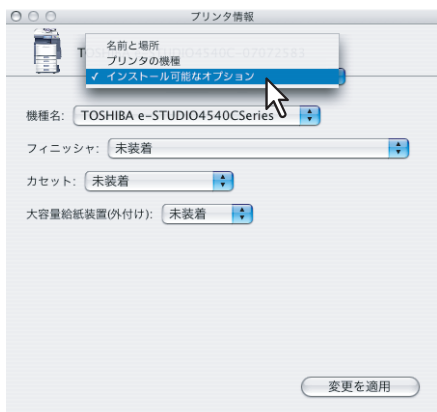 プリンタ情報
名前と場所
プリンタの機種
✓ インストール可能なオプション
機種名: TOSHIBA e-STUDIO4540CSeries
フィニッシャ: 未装着
カセット: 未装着
大容量給紙装置(外付け): 未装着
変更を適用